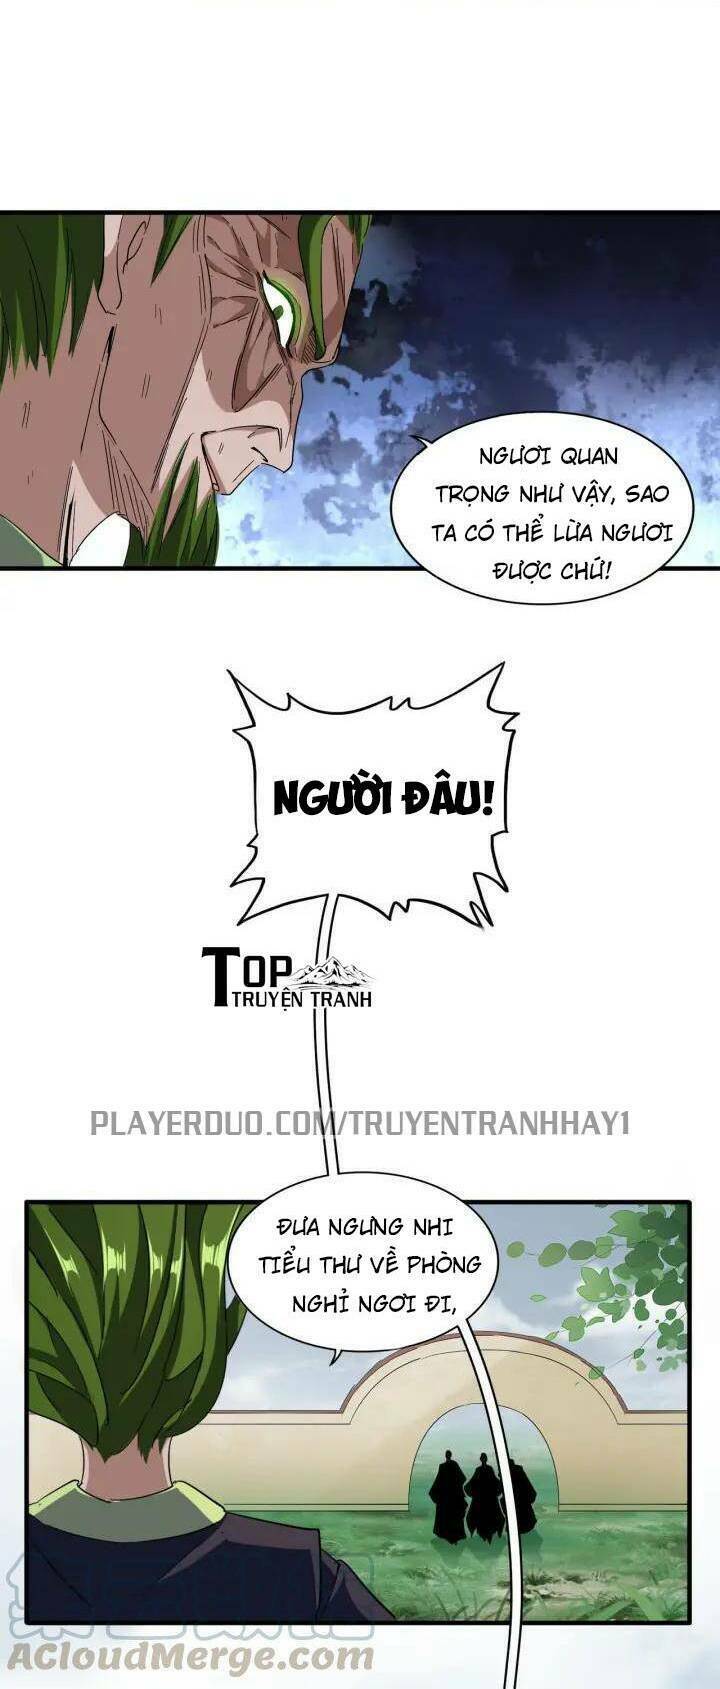 NGƯƠI QUAN
TRỌNG NHƯ VẬY, SAO
TA CÓ THỂ LỪA NGƯƠI
ĐƯỢC CHỨ!
NGƯỜI ĐÂU!
TOP
TRUYỆN TRANH
PLAYERDUO.COM/TRUYENTRANHHAY1
ĐƯA NGƯNG NHI
TIỂU THƯ VỀ PHÒNG
NGHỈ NGƠI ĐI,
ACloudMerge.com